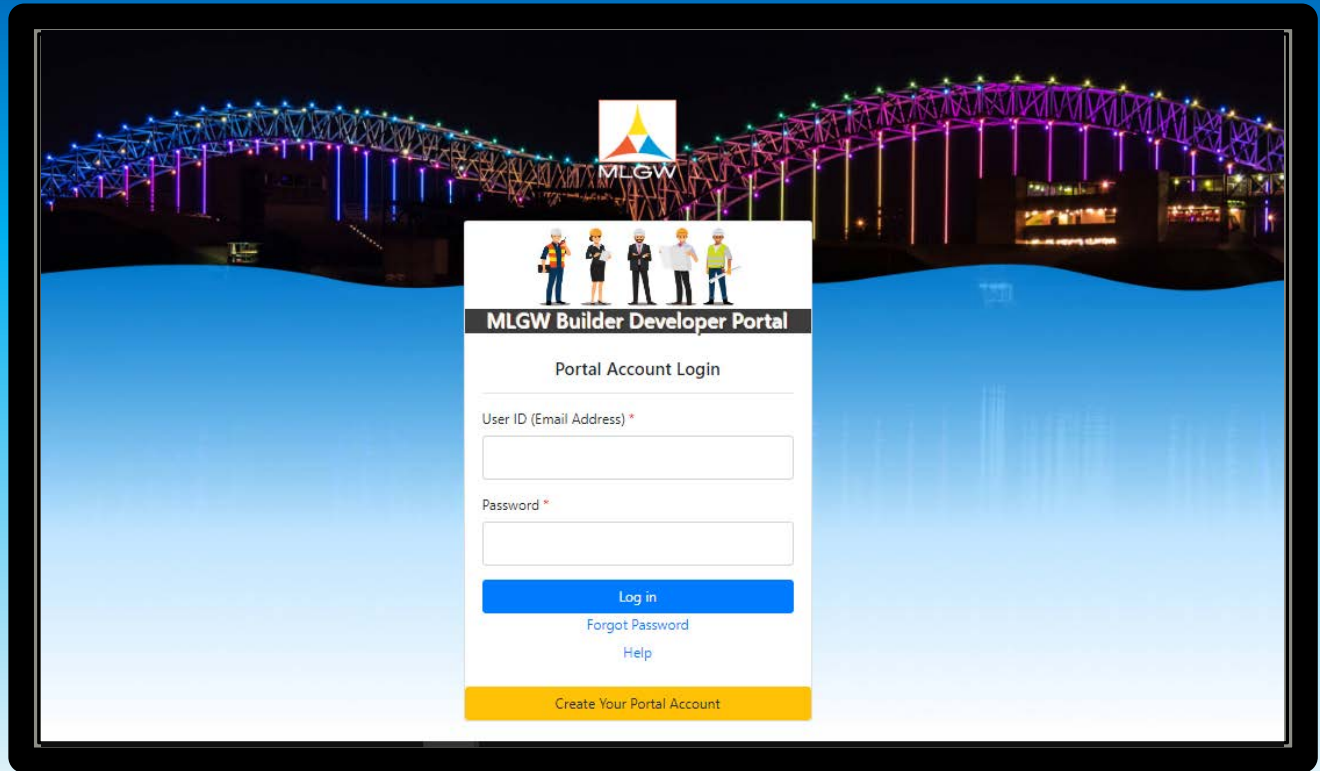 MLGW
MLGW Builder Developer Portal
Portal Account Login
User ID (Email Address) *
Password *
Log in
Forgot Password
Help
Create Your Portal Account